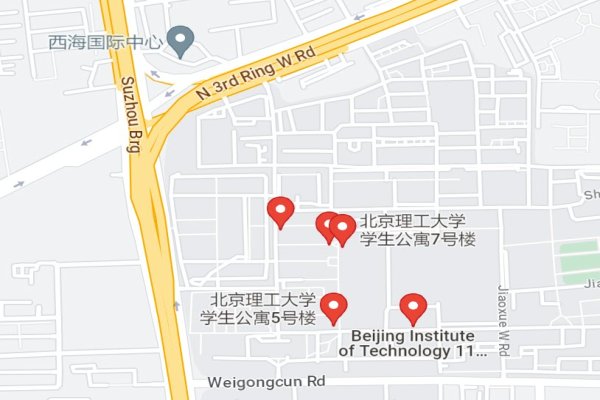 西海国际中心
N 3rd Ring W Rd
Suzhou Brg
北京理工大学
学生公寓7号楼
Sh
Jia
北京理工大学
学生公寓5号楼
Beijing Institute
of Technology 11...
Jiaoxue W Rd
Weigongcun Rd